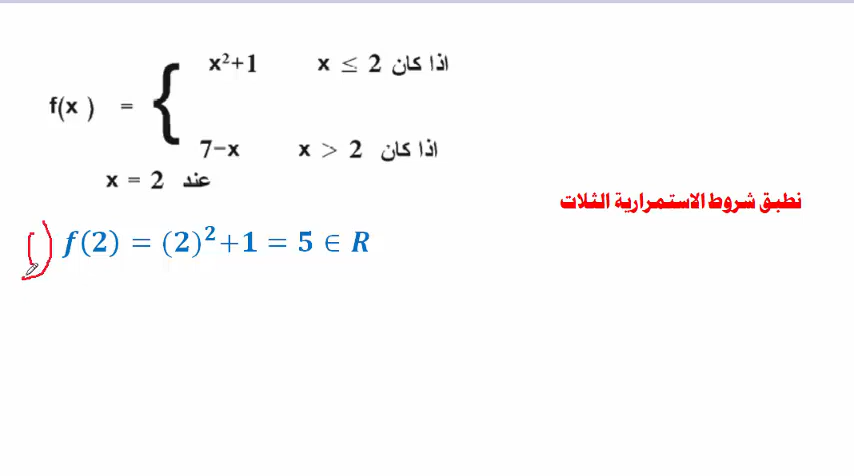 x²+1 x ≤ 2 اذا كان
f(x ) = {
7−x x > 2 اذا كان
x = 2 عند
نطبق شروط الاستمرارية الثلاث
1) f(2) = (2)²+1 = 5 ∈ R